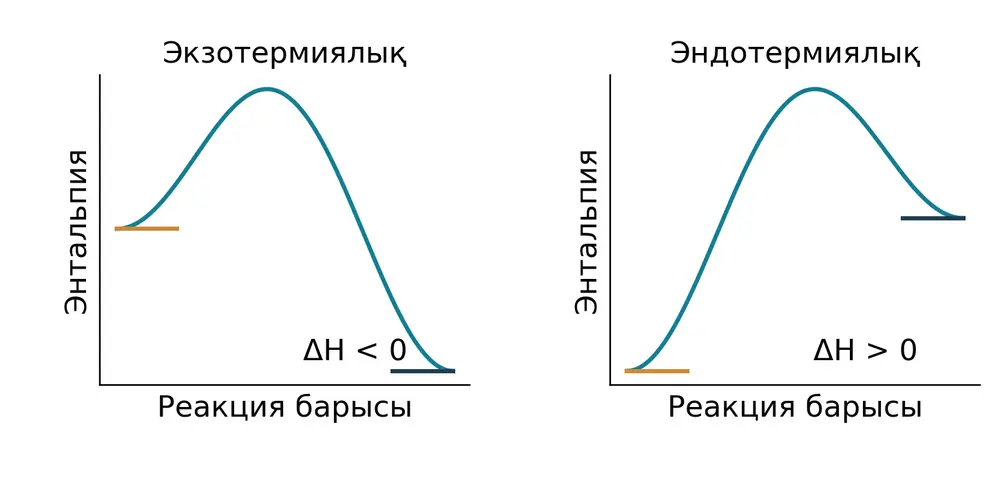 Экзотермиялық
Энтальпия
ΔH < 0
Реакция барысы
Эндотермиялық
Энтальпия
ΔH > 0
Реакция барысы